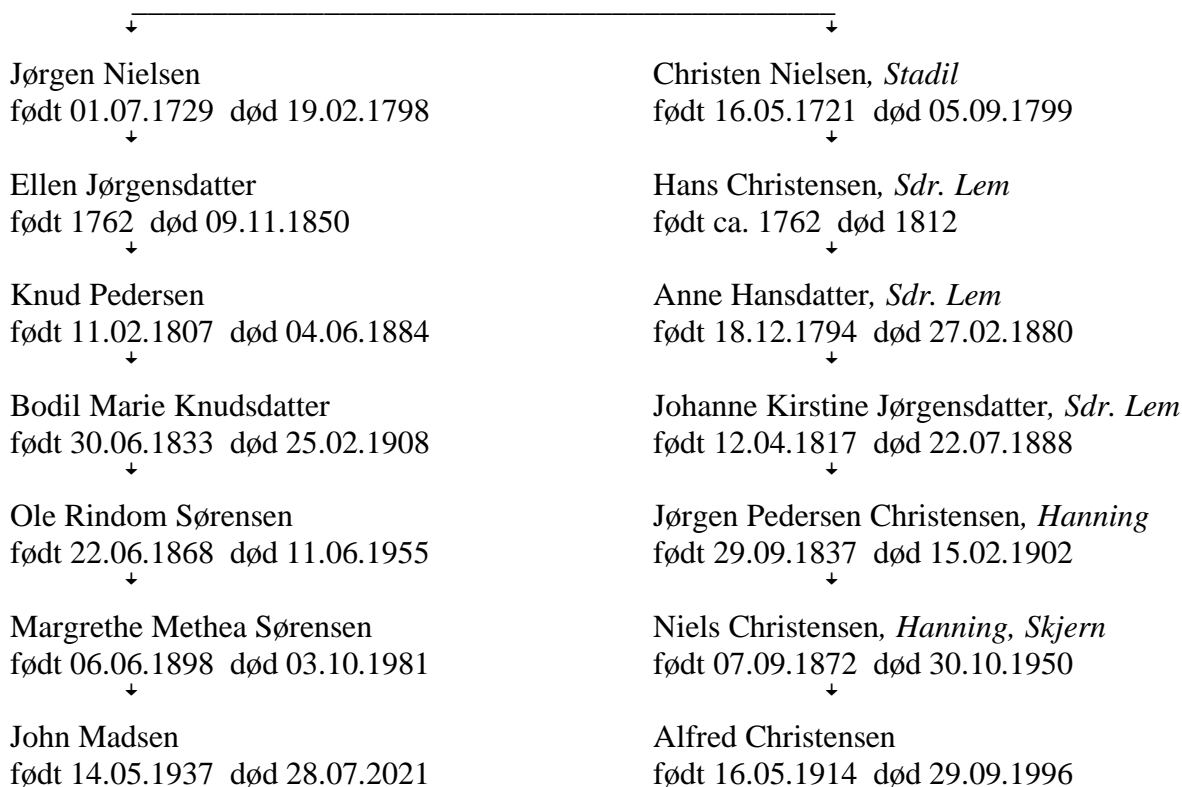 Jørgen Nielsen
født 01.07.1729 død 19.02.1798
Ellen Jørgensdatter
født 1762 død 09.11.1850
Knud Pedersen
født 11.02.1807 død 04.06.1884
Bodil Marie Knudsdatter
født 30.06.1833 død 25.02.1908
Ole Rindom Sørensen
født 22.06.1868 død 11.06.1955
Margrethe Methea Sørensen
født 06.06.1898 død 03.10.1981
John Madsen
født 14.05.1937 død 28.07.2021
Christen Nielsen, Stadil
født 16.05.1721 død 05.09.1799
Hans Christensen, Sdr. Lem
født ca. 1762 død 1812
Anne Hansdatter, Sdr. Lem
født 18.12.1794 død 27.02.1880
Johanne Kirstine Jørgensdatter, Sdr. Lem
født 12.04.1817 død 22.07.1888
Jørgen Pedersen Christensen, Hanning
født 29.09.1837 død 15.02.1902
Niels Christensen, Hanning, Skjern
født 07.09.1872 død 30.10.1950
Alfred Christensen
født 16.05.1914 død 29.09.1996